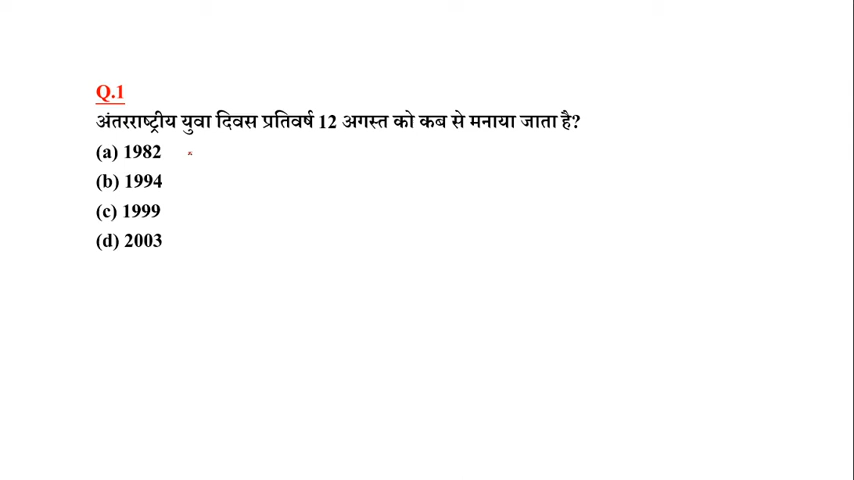 Q.1
अंतरराष्ट्रीय युवा दिवस प्रतिवर्ष 12 अगस्त को कब से मनाया जाता है?
(a) 1982
(b) 1994
(c) 1999
(d) 2003